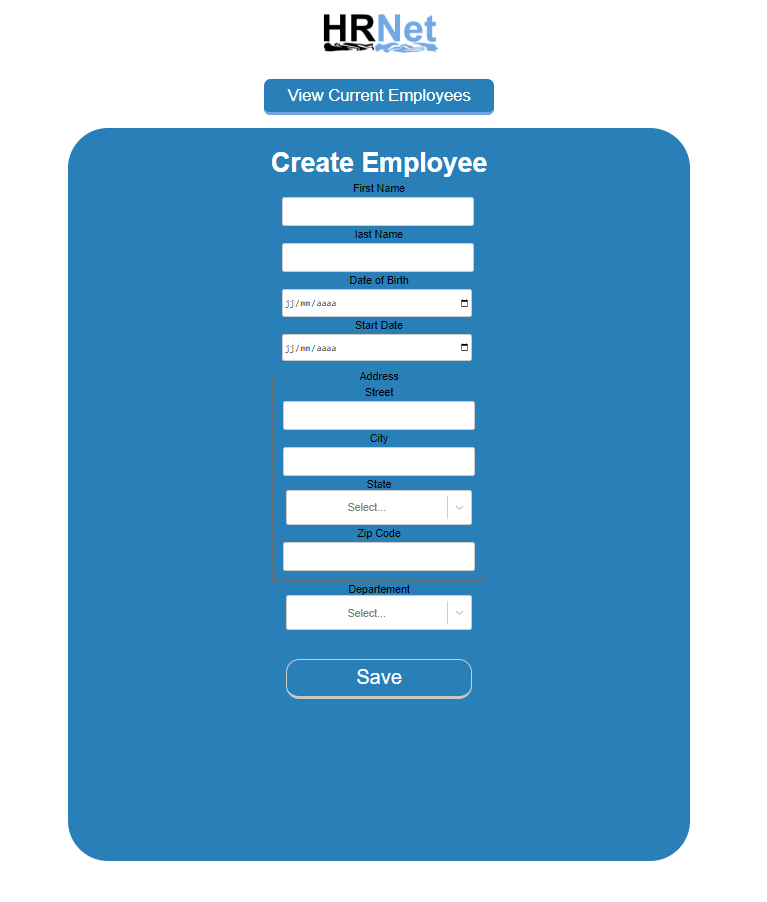 HRNet
View Current Employees
Create Employee
First Name
last Name
Date of Birth
jj/mm/aaaa
Start Date
jj/mm/aaaa
Address
Street
City
State
Select...
Zip Code
Departement
Select...
Save